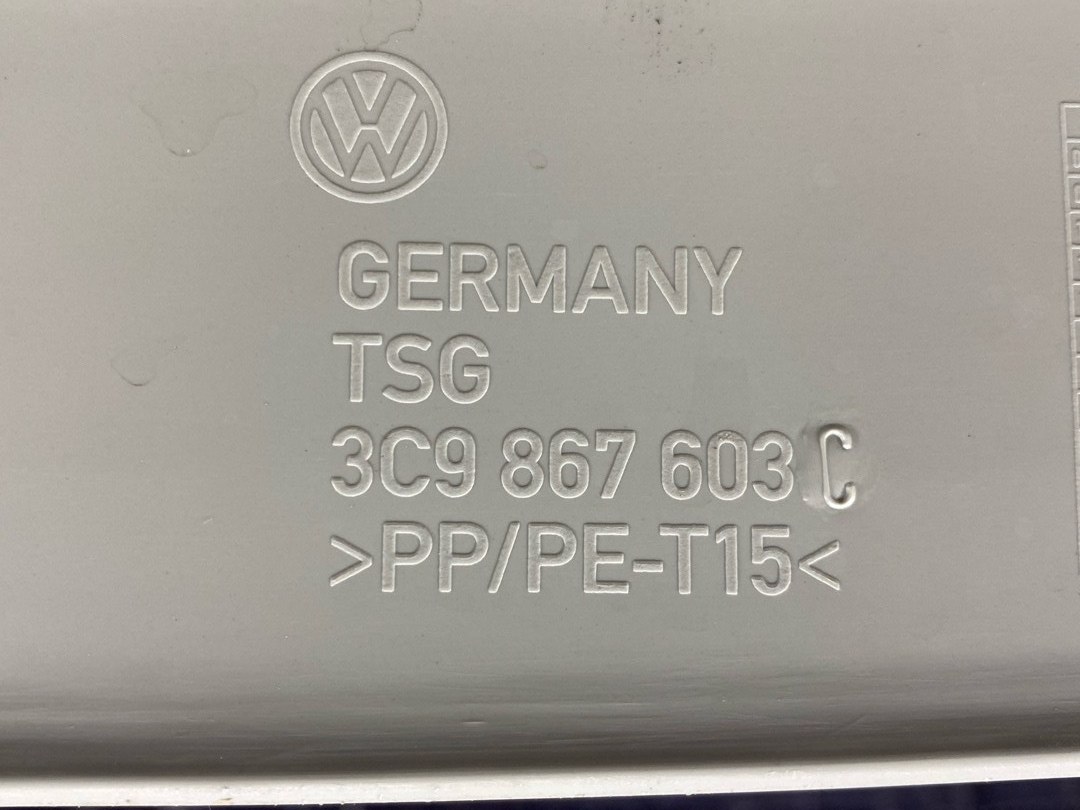 GERMANY
TSG
3C9 867 603 C
>PP/PE-T15<